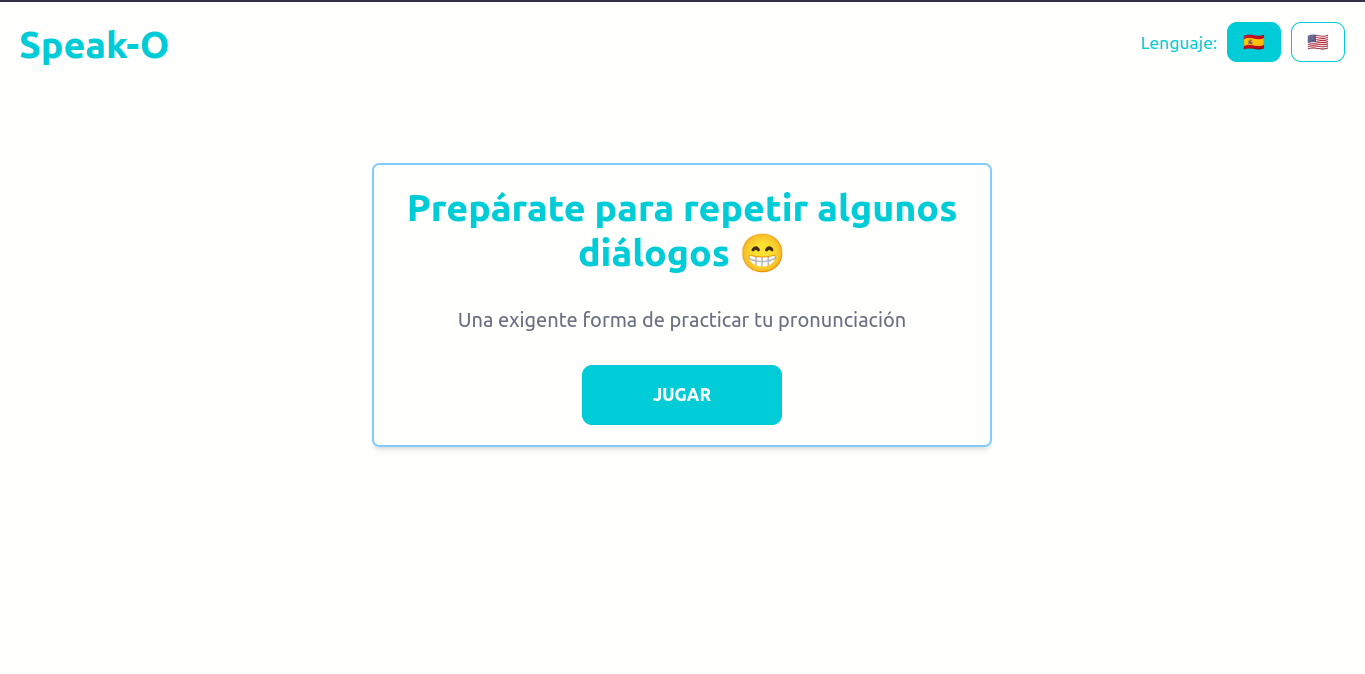 Speak-O
Lenguaje: 🇪🇸 🇺🇸
Prepárate para repetir algunos
diálogos 😁
Una exigente forma de practicar tu pronunciación
JUGAR